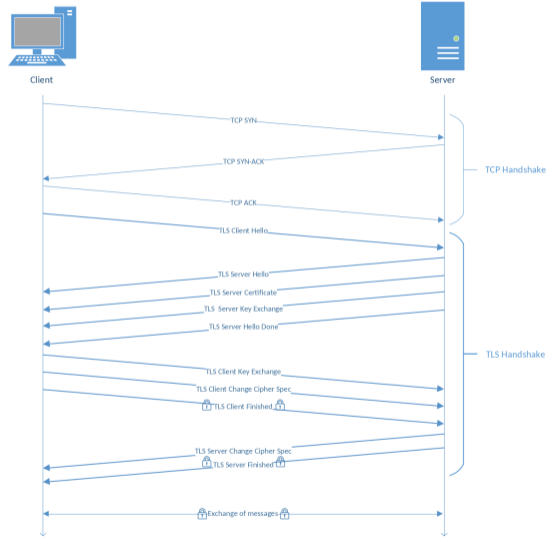 Client
Server
TCP SYN
TCP SYN-ACK
TCP Handshake
TCP ACK
TLS Client Hello
TLS Server Hello
TLS Server Certificate
TLS Server Key Exchange
TLS Server Hello Done
TLS Handshake
TLS Client Key Exchange
TLS Client Change Cipher Spec
TLS Client Finished
TLS Server Change Cipher Spec
TLS Server Finished
Exchange of messages